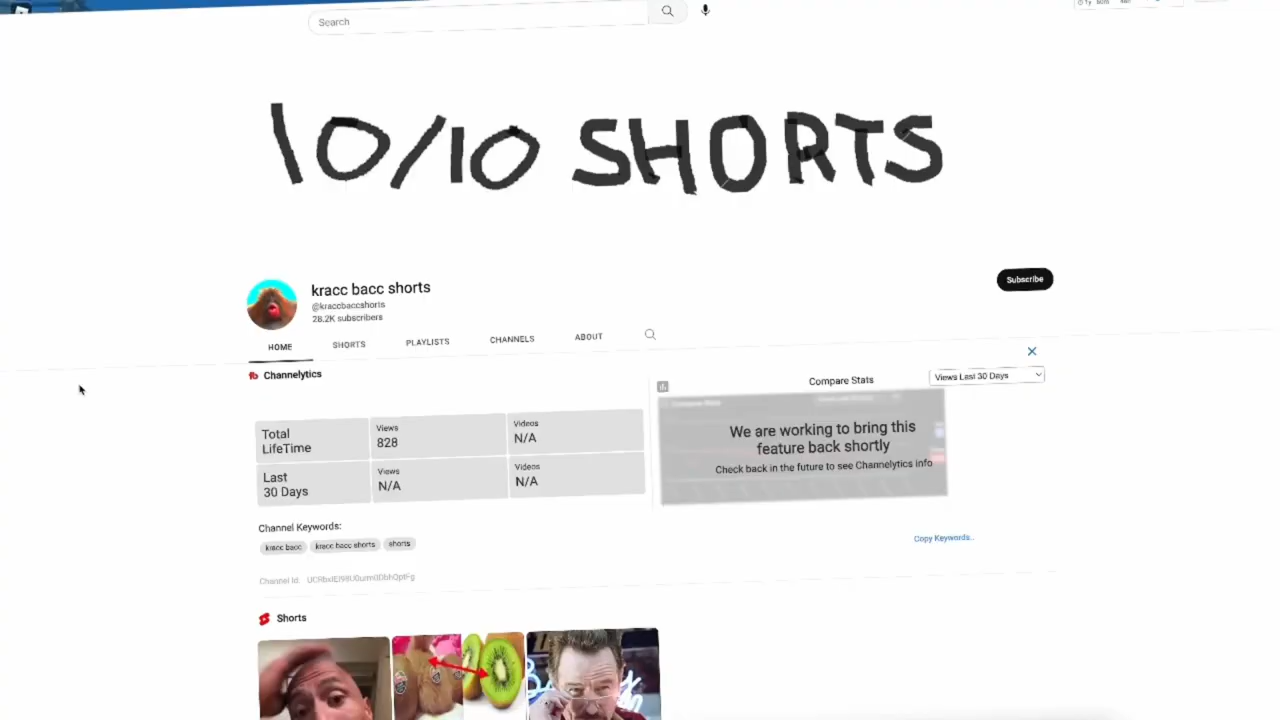 Search
10/10 SHORTS
kracc bacc shorts
@kraccbaccshorts
28.2K subscribers
Subscribe
HOME
SHORTS
PLAYLISTS
CHANNELS
ABOUT
Channelytics
Compare Stats
Views Last 30 Days
Total LifeTime
Views
828
Videos
N/A
Last 30 Days
Views
N/A
Videos
N/A
We are working to bring this
feature back shortly
Check back in the future to see Channelytics info
Channel Keywords:
kracc bacc
kracc bacc shorts
shorts
Copy Keywords..
Channel Id:
Shorts